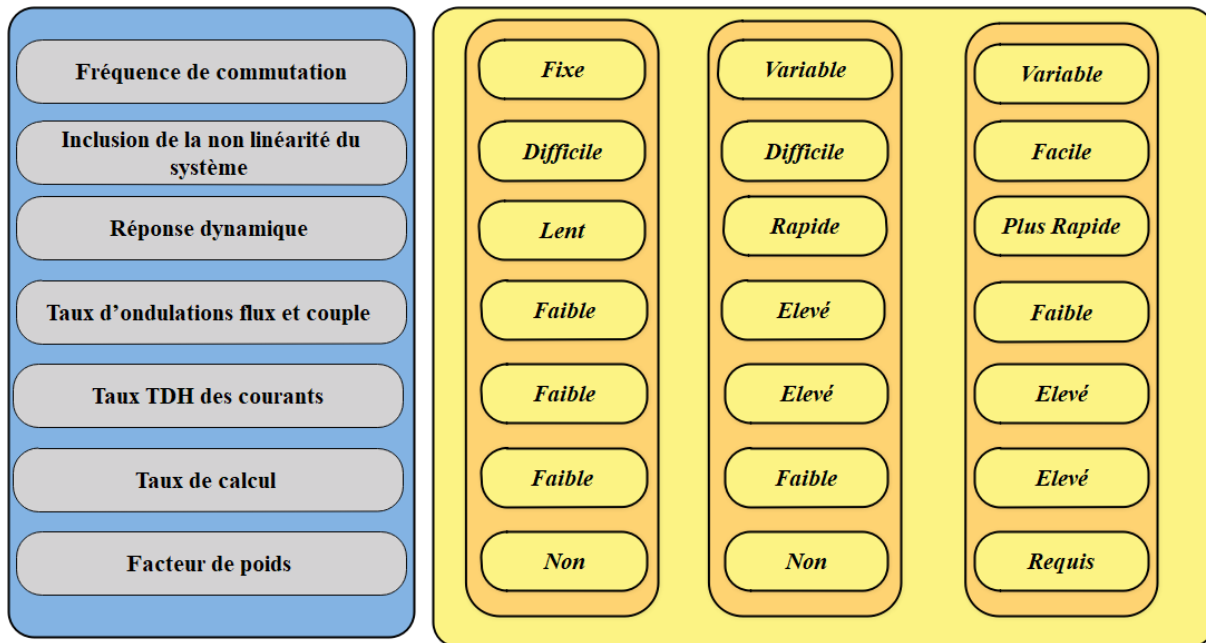 Fréquence de commutation
Fixe
Variable
Variable
Inclusion de la non linéarité du
système
Difficile
Difficile
Facile
Réponse dynamique
Lent
Rapide
Plus Rapide
Taux d’ondulations flux et couple
Faible
Elevé
Faible
Taux TDH des courants
Faible
Elevé
Elevé
Taux de calcul
Faible
Faible
Elevé
Facteur de poids
Non
Non
Requis